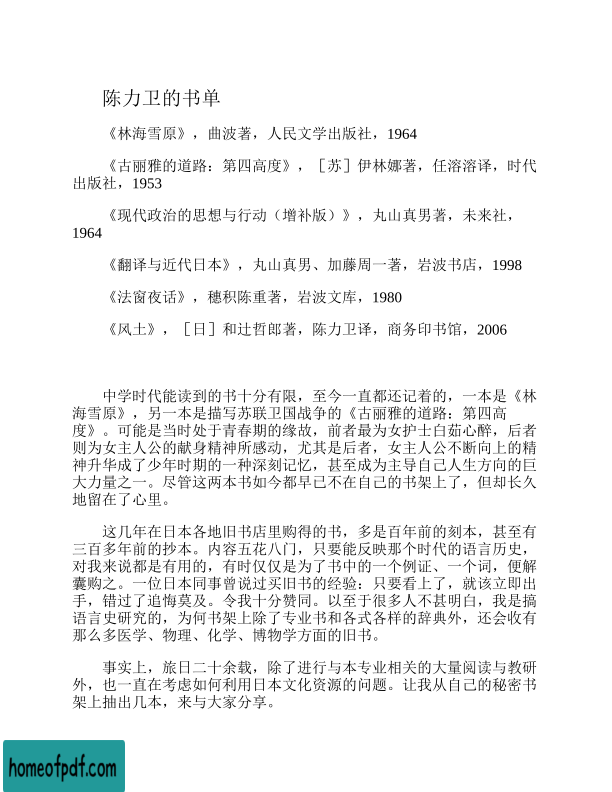 陈力卫的书单
《林海雪原》，曲波著，人民文学出版社，1964
《古丽雅的道路：第四高度》，［苏］伊林娜著，任溶溶译，时代
出版社，1953
《现代政治的思想与行动（增补版）》，丸山真男著，未来社，
1964
《翻译与近代日本》，丸山真男、加藤周一著，岩波书店，1998
《法窗夜话》，穗积陈重著，岩波文库，1980
《风土》，［日］和辻哲郎著，陈力卫译，商务印书馆，2006
中学时代能读到的书十分有限，至今一直都还记着的，一本是《林
海雪原》，另一本是描写苏联卫国战争的《古丽雅的道路：第四高
度》。可能是当时处于青春期的缘故，前者最为女护士白茹心醉，后者
则为女主人公的献身精神所感动，尤其是后者，女主人公不断向上的精
神升华成了少年时期的一种深刻记忆，甚至成为主导自己人生方向的巨
大力量之一。尽管这两本书如今都早已不在自己的书架上了，但却长久
地留在了心里。
这几年在日本各地旧书店里购得的书，多是百年前的刻本，甚至有
三百多年前的抄本。内容五花八门，只要能反映那个时代的语言历史，
对我来说都是有用的，有时仅仅是为了书中的一个例证、一个词，便解
囊购之。一位日本同事曾说过买旧书的经验：只要看上了，就该立即出
手，错过了追悔莫及。令我十分赞同。以至于很多人不甚明白，我是搞
语言史研究的，为何书架上除了专业书和各式各样的辞典外，还会收有
那么多医学、物理、化学、博物学方面的旧书。
事实上，旅日二十余载，除了进行与本专业相关的大量阅读与教研
外，也一直在考虑如何利用日本文化资源的问题。让我从自己的秘密书
架上抽出几本，来与大家分享。
homeofpdf.com